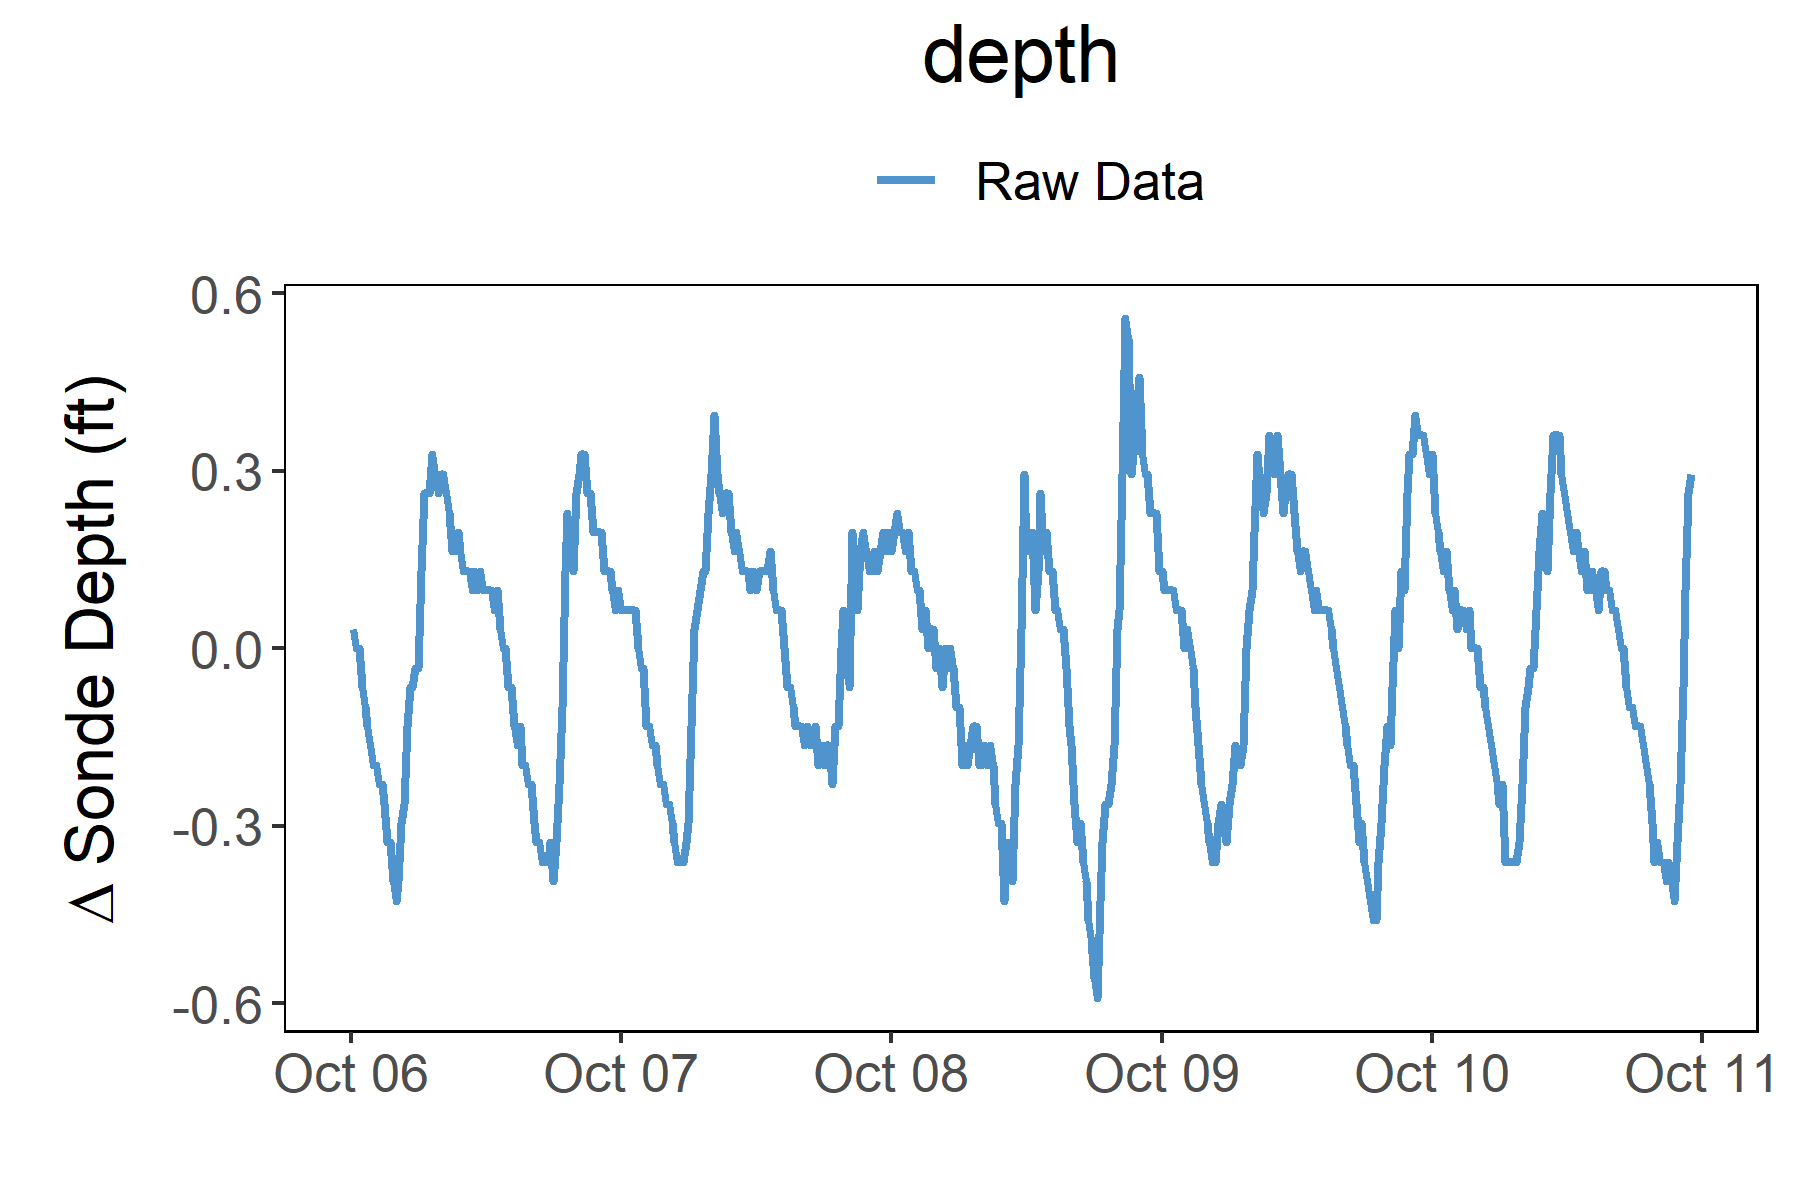 depth
Raw Data
Δ Sonde Depth (ft)
0.6
0.3
0.0
-0.3
-0.6
Oct 06 Oct 07 Oct 08 Oct 09 Oct 10 Oct 11